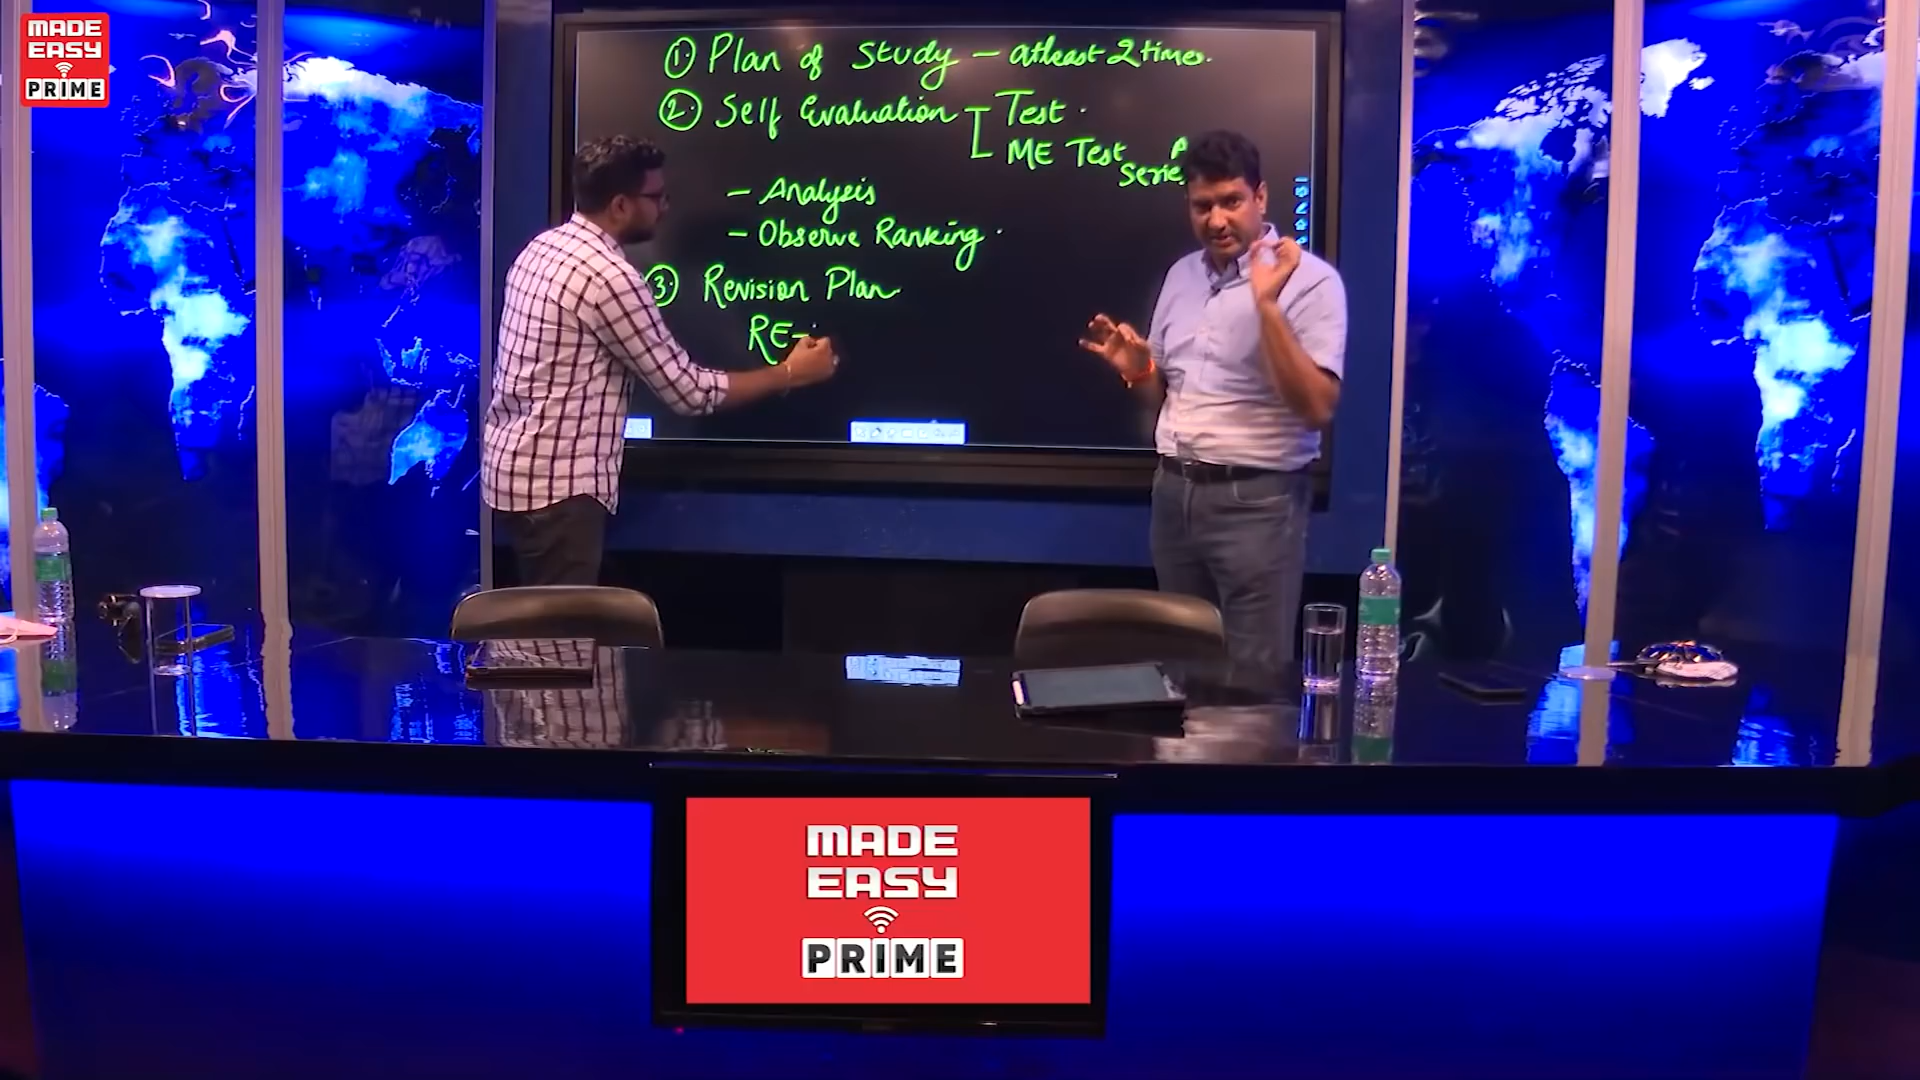 MADE
EASY
PRIME
1. Plan of Study - atleast 2 times.
2. Self Evaluation - Test.
ME Test
Series
- Analysis
- Observe Ranking.
3. Revision Plan.
RE-
MADE
EASY
PRIME